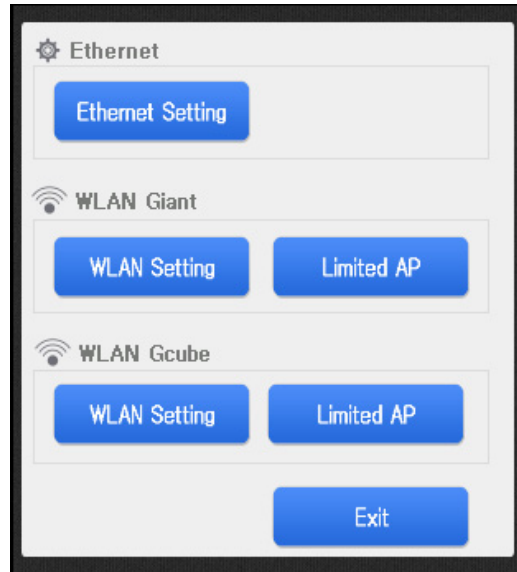 Ethernet
Ethernet Setting
WLAN Giant
WLAN Setting Limited AP
WLAN Gcube
WLAN Setting Limited AP
Exit